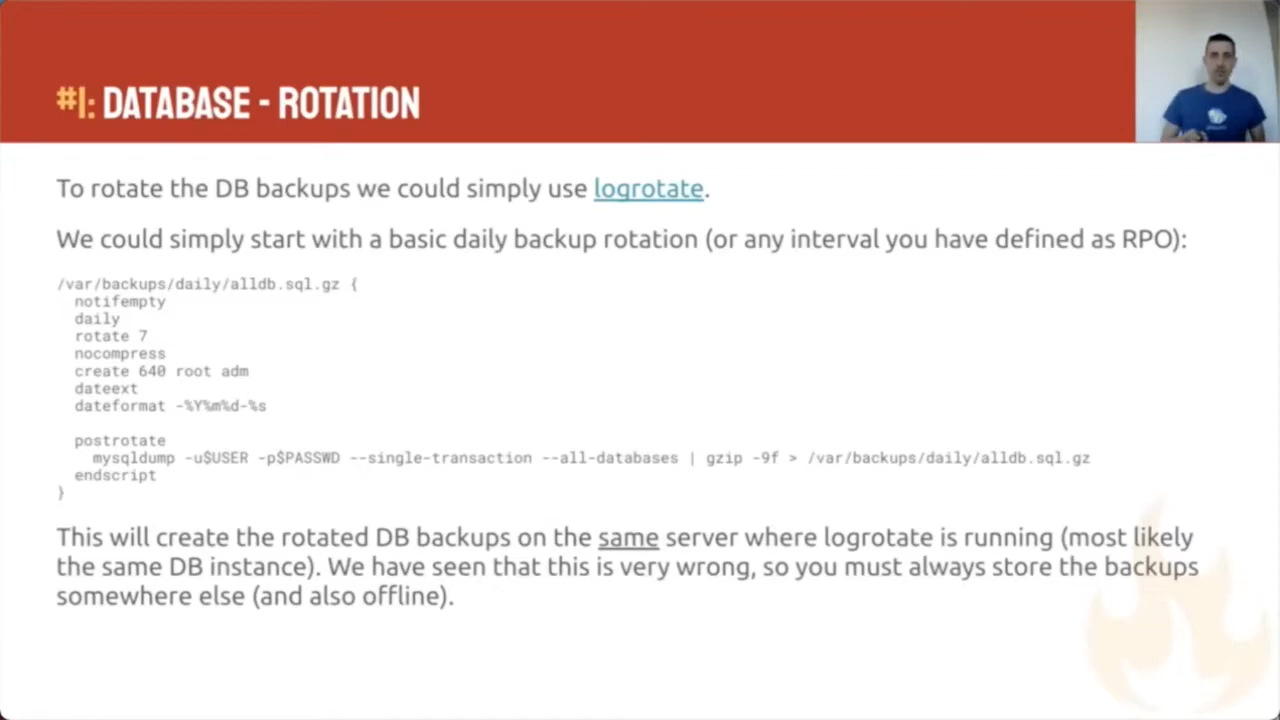 #1: DATABASE - ROTATION
To rotate the DB backups we could simply use logrotate.
We could simply start with a basic daily backup rotation (or any interval you have defined as RPO):
/var/backups/daily/alldb.sql.gz {
  notifempty
  daily
  rotate 7
  nocompress
  create 640 root adm
  dateext
  dateformat -%Y%m%d-%s

  postrotate
    mysqldump -u$USER -p$PASSWD --single-transaction --all-databases | gzip -9f > /var/backups/daily/alldb.sql.gz
  endscript
}
This will create the rotated DB backups on the same server where logrotate is running (most likely
the same DB instance). We have seen that this is very wrong, so you must always store the backups
somewhere else (and also offline).